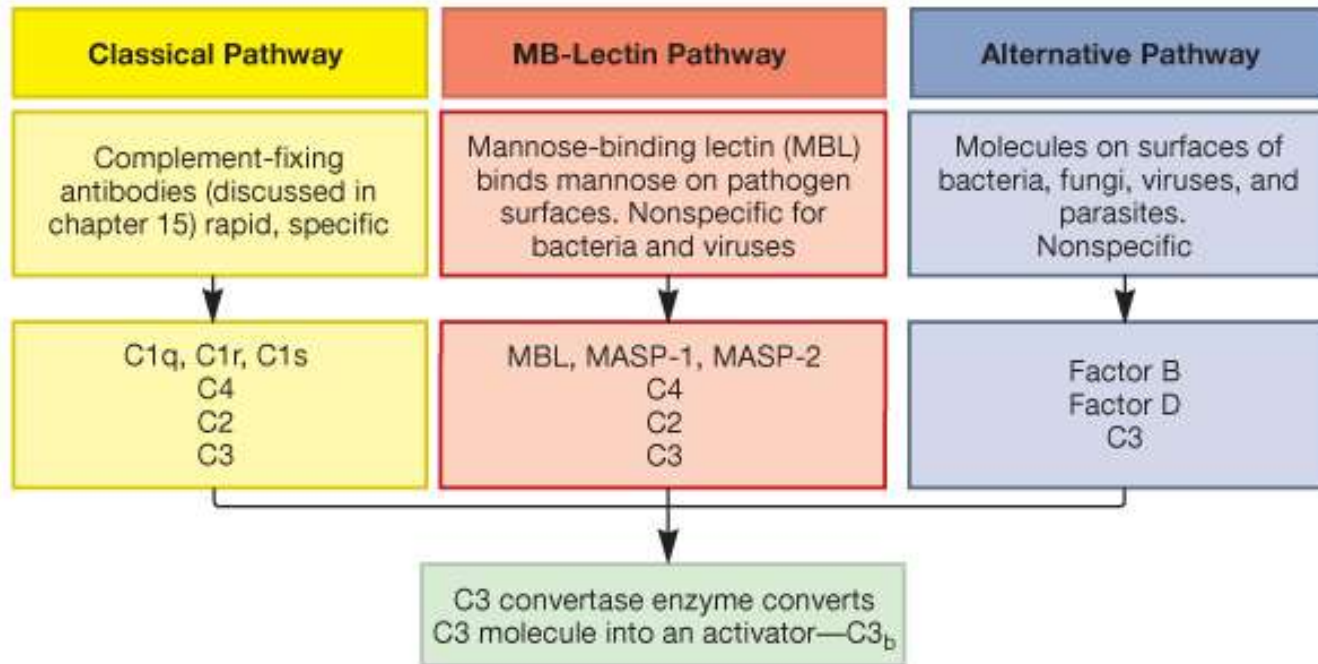 Classical Pathway
MB-Lectin Pathway
Alternative Pathway
Complement-fixing
antibodies (discussed in
chapter 15) rapid, specific
Mannose-binding lectin (MBL)
binds mannose on pathogen
surfaces. Nonspecific for
bacteria and viruses
Molecules on surfaces of
bacteria, fungi, viruses, and
parasites.
Nonspecific
C1q, C1r, C1s
C4
C2
C3
MBL, MASP-1, MASP-2
C4
C2
C3
Factor B
Factor D
C3
C3 convertase enzyme converts
C3 molecule into an activator—C3b